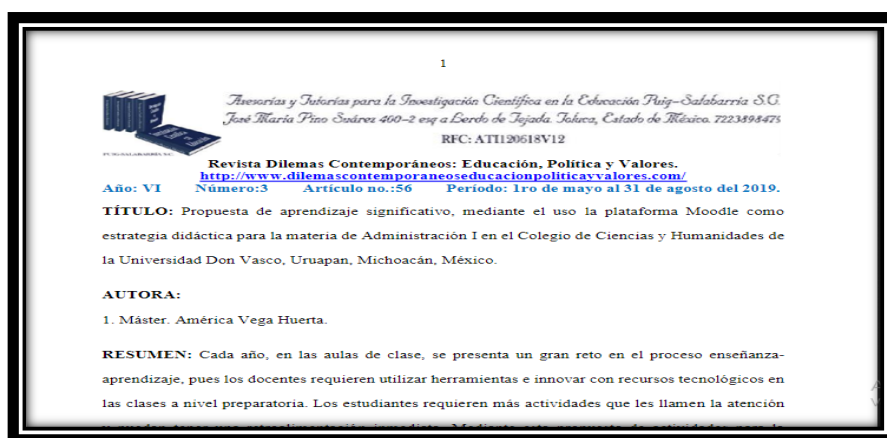 1
Asesorías y Tutorías para la Investigación Científica en la Educación Puig-Salabarría S.C.
José María Pino Suárez 400-2 esq a Lerdo de Tejada. Toluca, Estado de México. 7223898475
RFC: ATI120618V12
Revista Dilemas Contemporáneos: Educación, Política y Valores.
http://www.dilemascontemporaneoseducacionpoliticayvalores.com/
Año: VI Número:3 Artículo no.:56 Período: 1ro de mayo al 31 de agosto del 2019.
TÍTULO: Propuesta de aprendizaje significativo, mediante el uso la plataforma Moodle como
estrategia didáctica para la materia de Administración I en el Colegio de Ciencias y Humanidades de
la Universidad Don Vasco, Uruapan, Michoacán, México.
AUTORA:
1. Máster. América Vega Huerta.
RESUMEN: Cada año, en las aulas de clase, se presenta un gran reto en el proceso enseñanza-
aprendizaje, pues los docentes requieren utilizar herramientas e innovar con recursos tecnológicos en
las clases a nivel preparatoria. Los estudiantes requieren más actividades que les llamen la atención